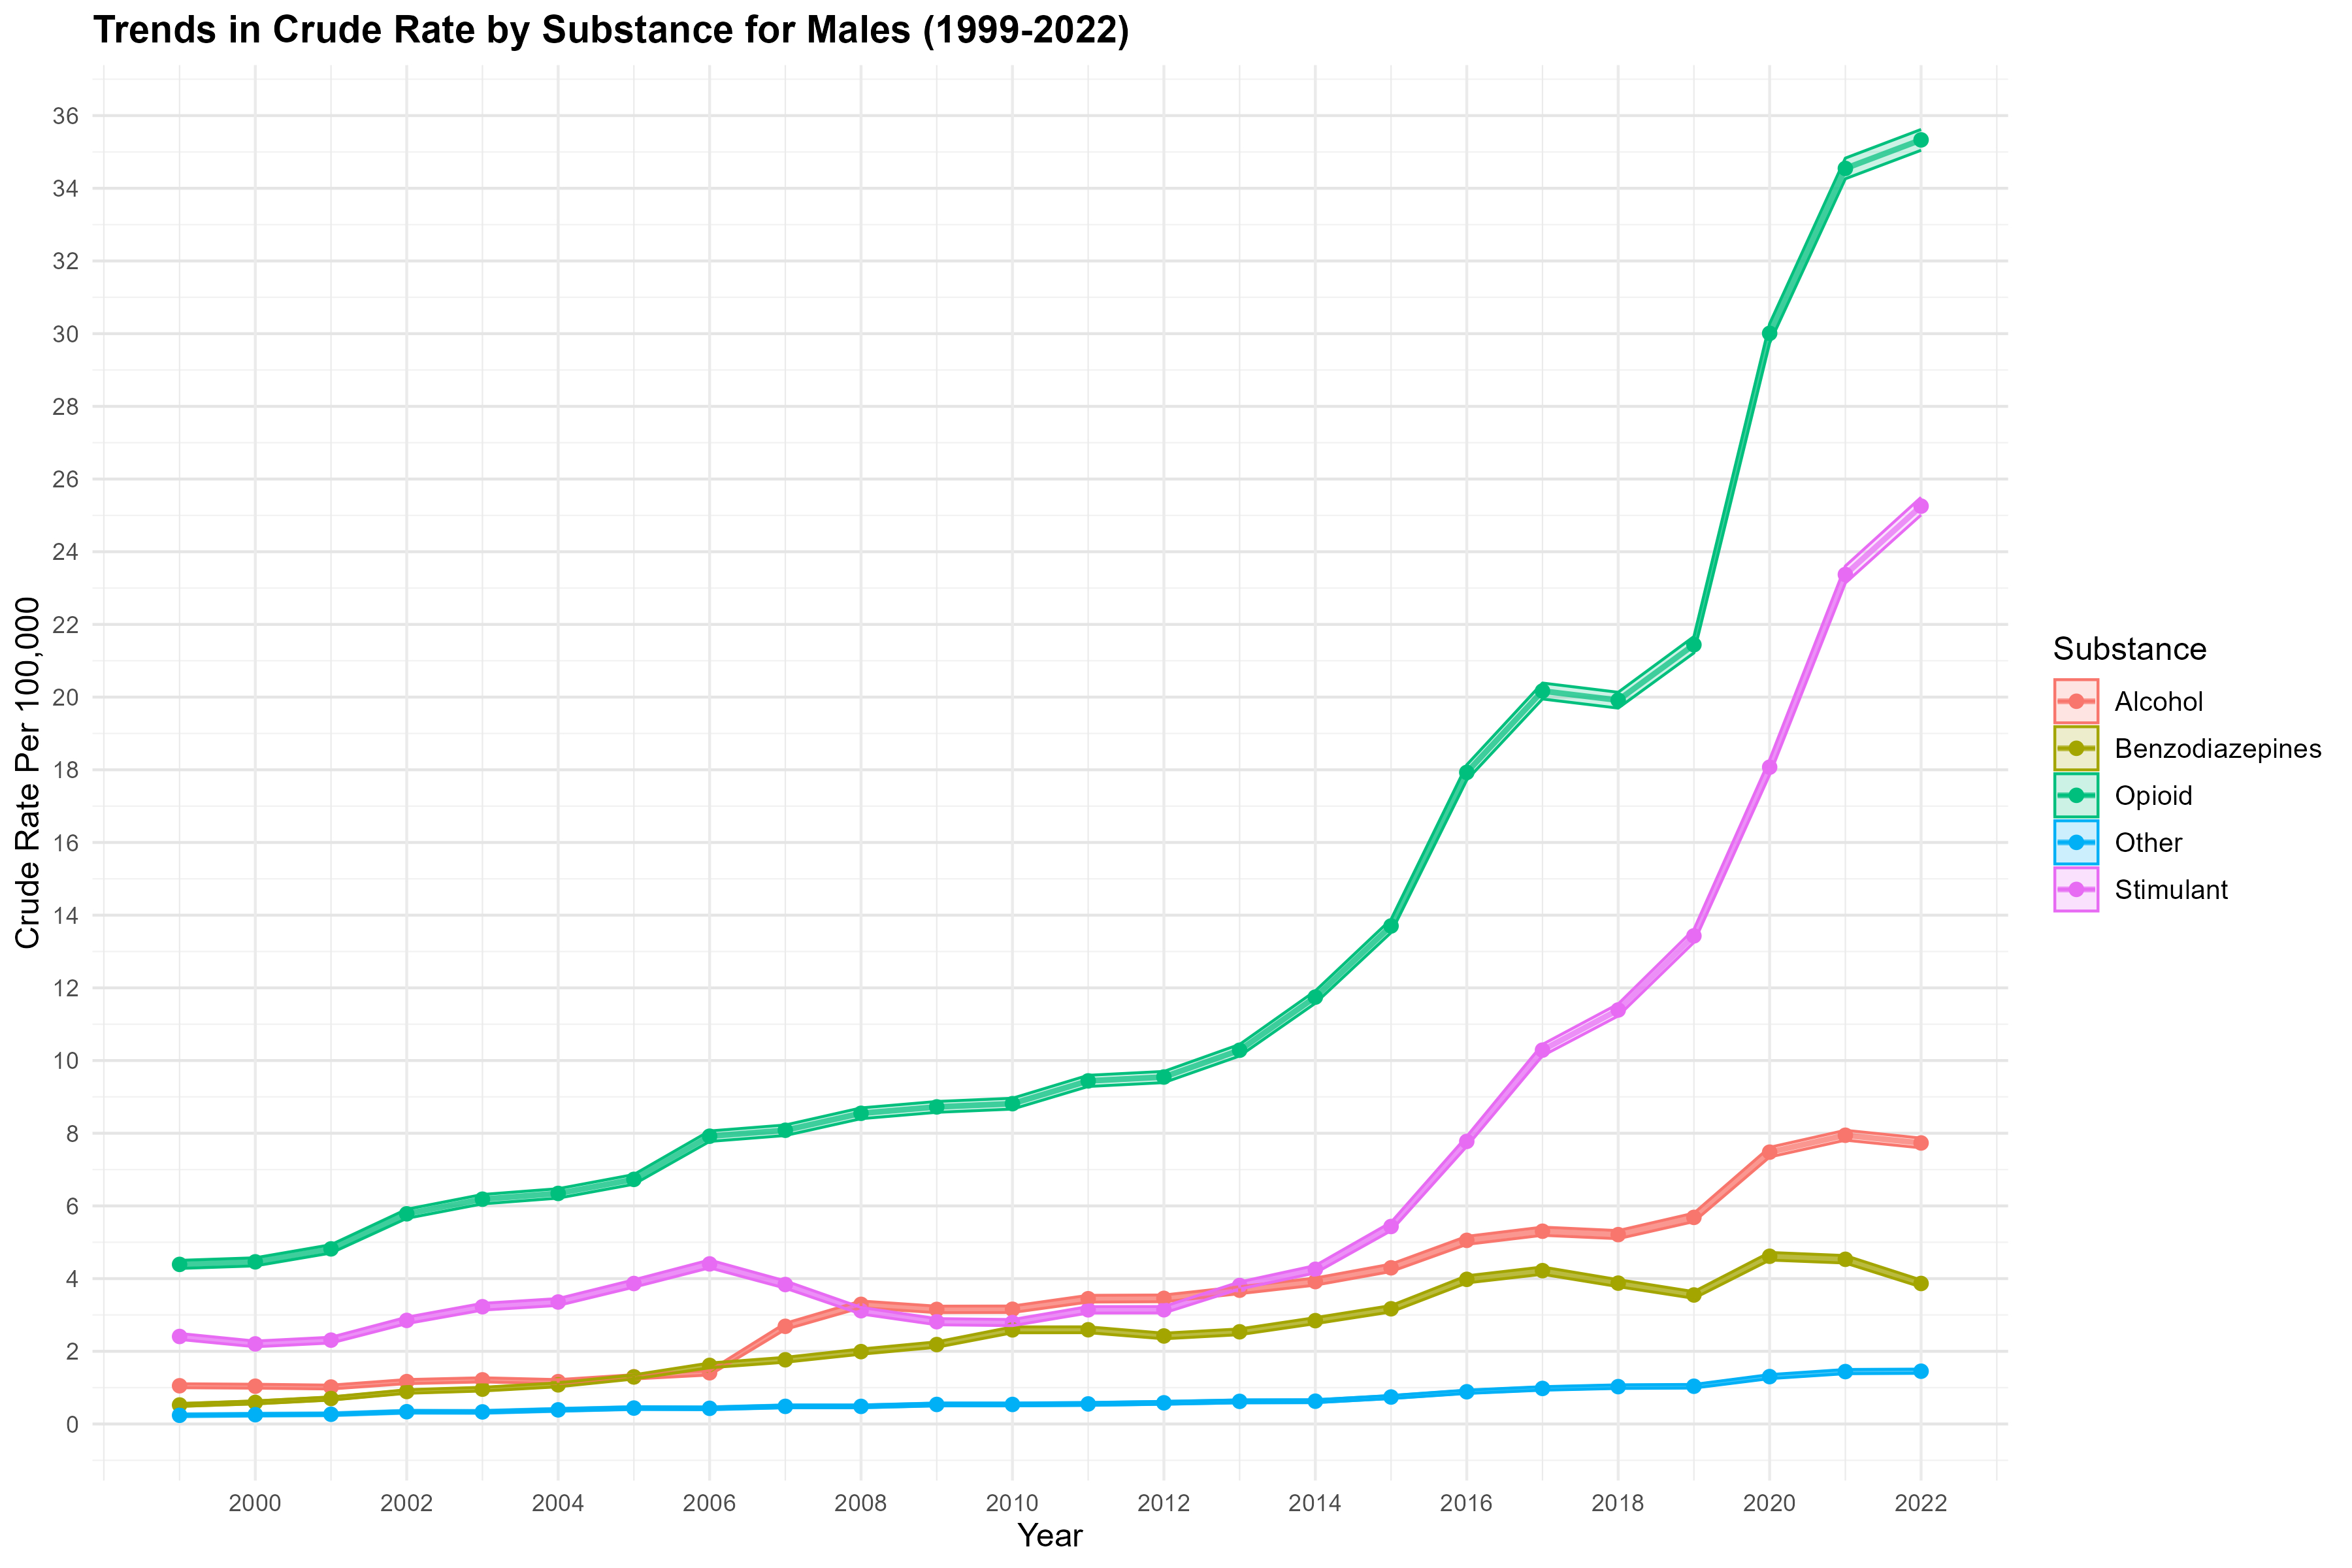 Trends in Crude Rate by Substance for Males (1999-2022)
Crude Rate Per 100,000
36
34
32
30
28
26
24
22
20
18
16
14
12
10
8
6
4
2
0
2000 2002 2004 2006 2008 2010 2012 2014 2016 2018 2020 2022
Year
Substance
Alcohol
Benzodiazepines
Opioid
Other
Stimulant